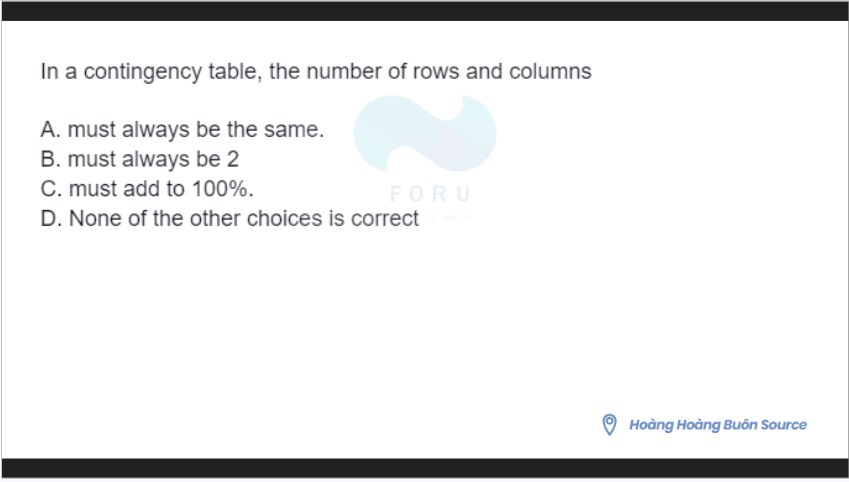 In a contingency table, the number of rows and columns
A. must always be the same.
B. must always be 2
C. must add to 100%.
D. None of the other choices is correct
FORU
Hoàng Hoàng Buôn Source